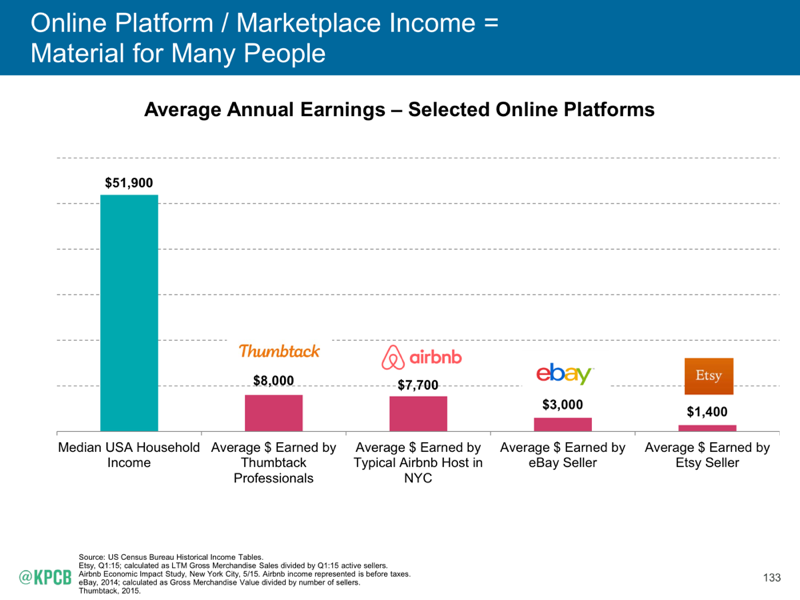 Online Platform / Marketplace Income =
Material for Many People
Average Annual Earnings – Selected Online Platforms
$51,900
Thumbtack
$8,000
airbnb
$7,700
ebay™
$3,000
Etsy
$1,400
Median USA Household
Income
Average $ Earned by
Thumbtack
Professionals
Average $ Earned by
Typical Airbnb Host in
NYC
Average $ Earned by
eBay Seller
Average $ Earned by
Etsy Seller
@KPCB
Source: US Census Bureau Historical Income Tables.
Etsy, Q1:15; calculated as LTM Gross Merchandise Sales divided by Q1:15 active sellers.
Airbnb Economic Impact Study, New York City, 5/15. Airbnb income represented is before taxes.
eBay, 2014; calculated as Gross Merchandise Value divided by number of sellers.
Thumbtack, 2015.
133